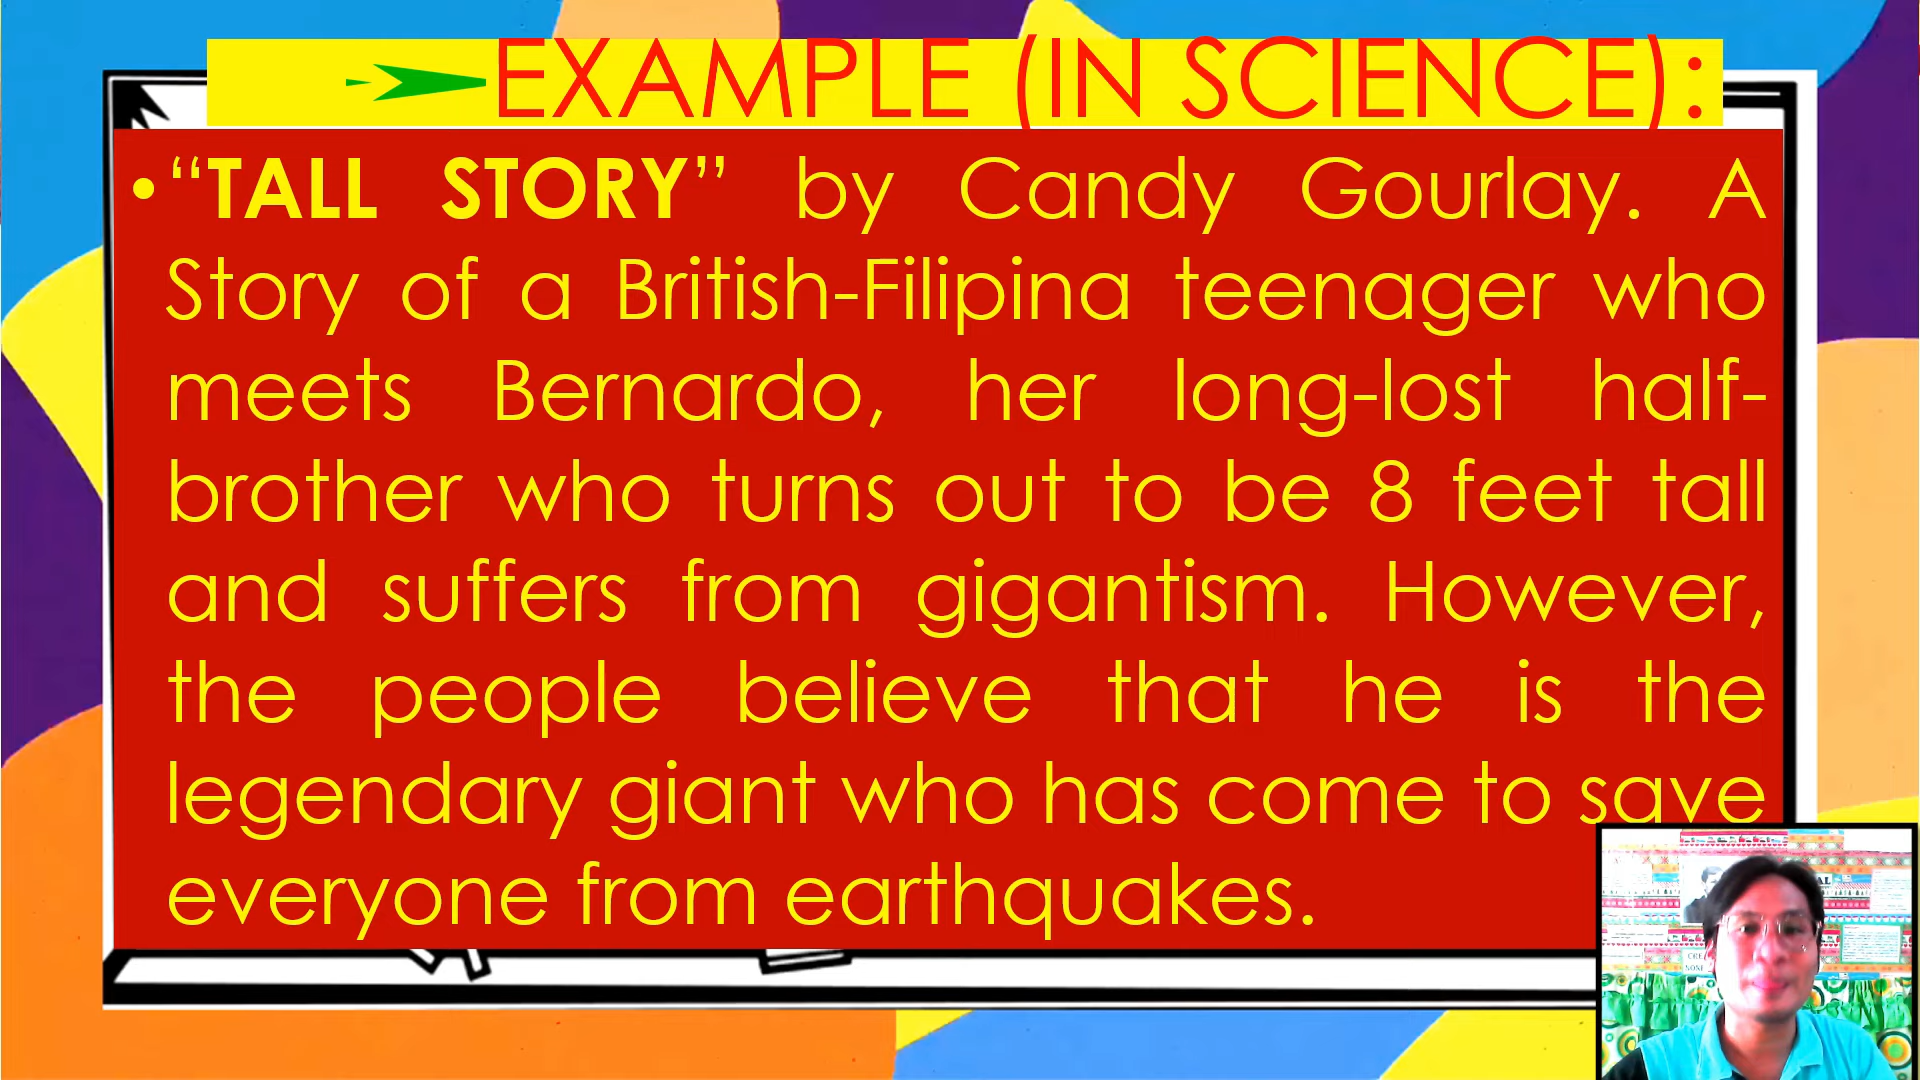 EXAMPLE (IN SCIENCE):
•“TALL STORY” by Candy Gourlay. A
Story of a British-Filipina teenager who
meets Bernardo, her long-lost half-
brother who turns out to be 8 feet tall
and suffers from gigantism. However,
the people believe that he is the
legendary giant who has come to save
everyone from earthquakes.